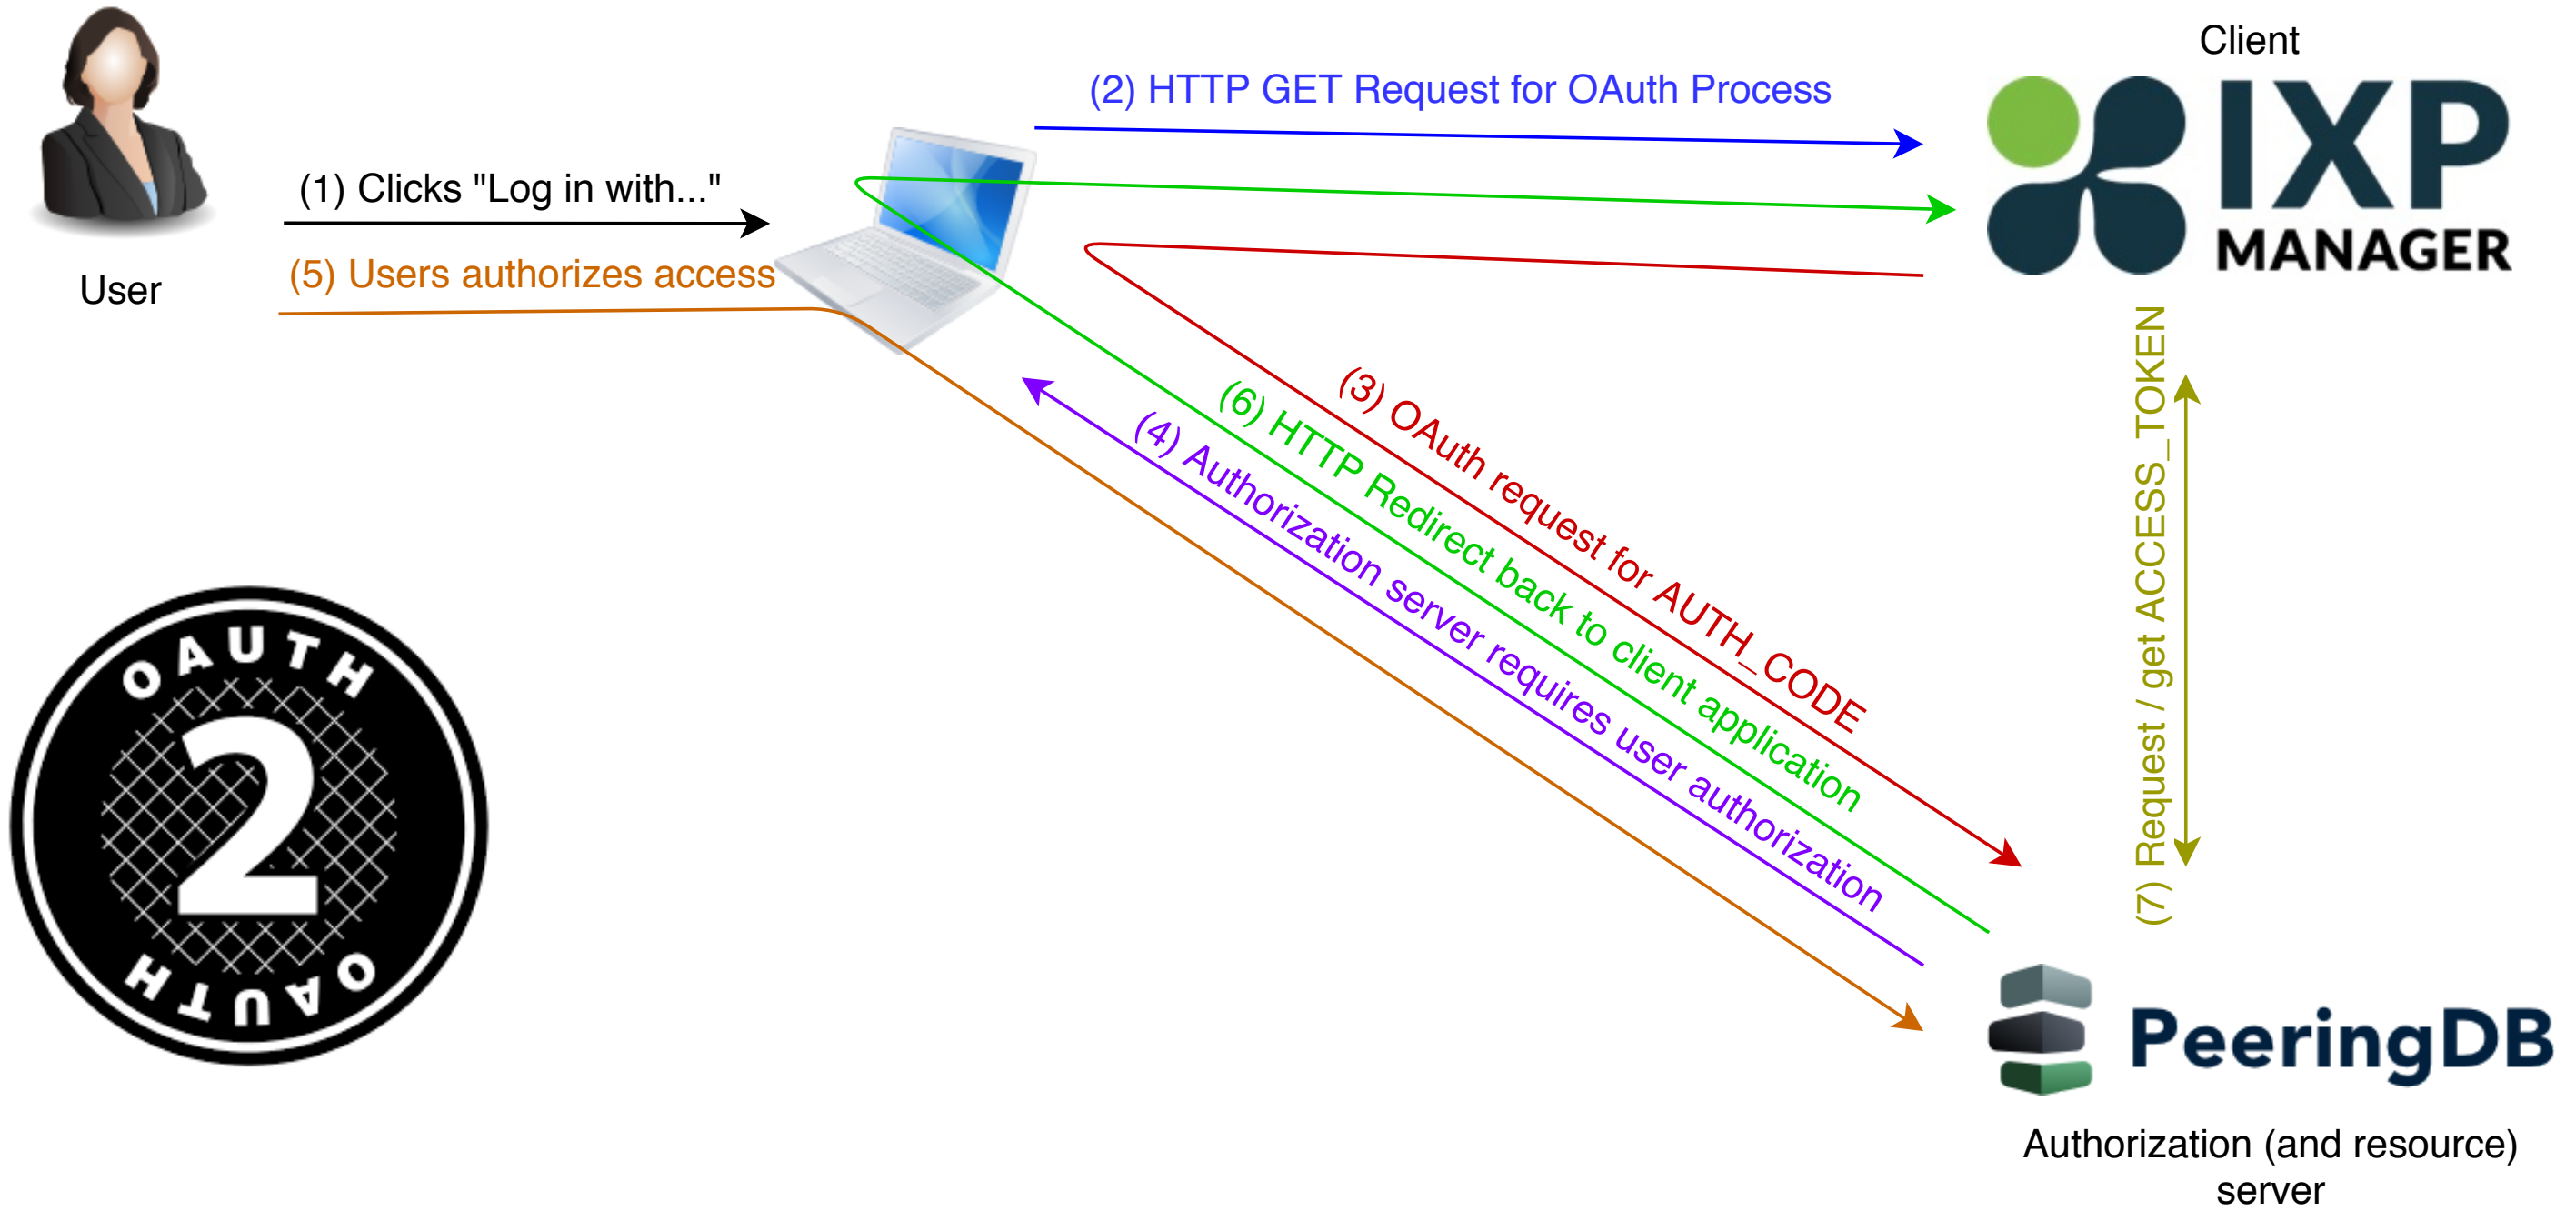 Client
(2) HTTP GET Request for OAuth Process
IXP
MANAGER
(1) Clicks "Log in with..."
(5) Users authorizes access
User
(3) OAuth request for AUTH_CODE
(6) HTTP Redirect back to client application
(4) Authorization server requires user authorization
(7) Request / get ACCESS_TOKEN
OAUTH
2
OAUTH
PeeringDB
Authorization (and resource)
server